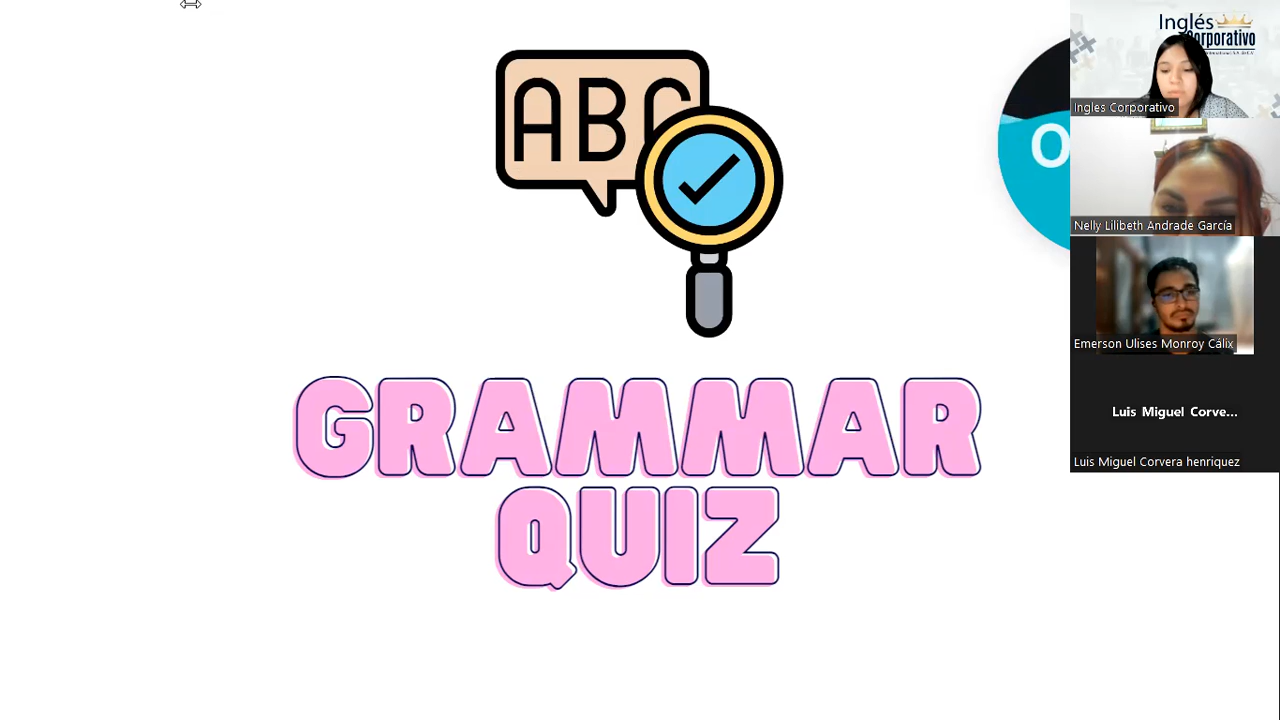 ABC
GRAMMAR
QUIZ
O
Inglés
Corporativo
Ingles Corporativo
Nelly Lilibeth Andrade García
Emerson Ulises Monroy Cálix
Luis Miguel Corve...
Luis Miguel Corvera henriquez